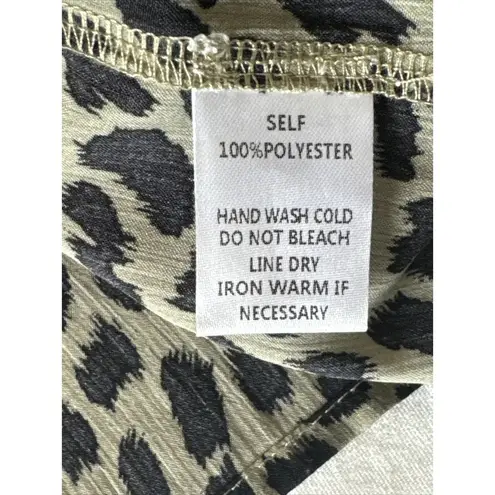 SELF
100%POLYESTER
HAND WASH COLD
DO NOT BLEACH
LINE DRY
IRON WARM IF
NECESSARY